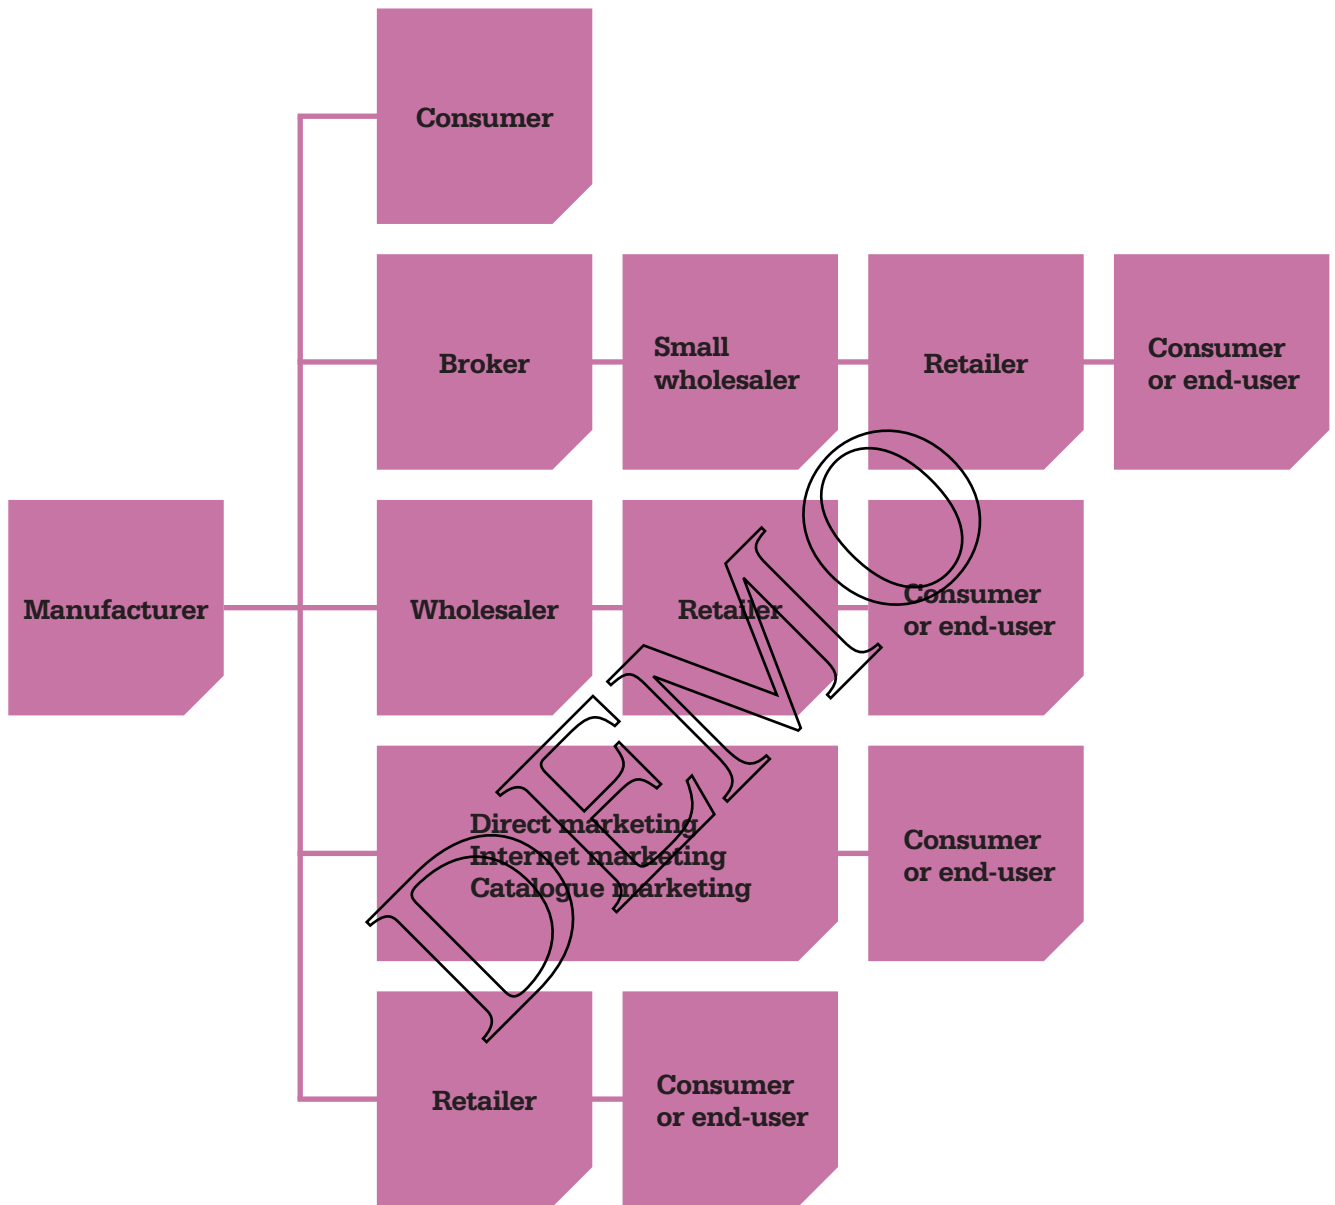 Consumer
Broker
Small
wholesaler
Retailer
Consumer
or end-user
Manufacturer
Wholesaler
Retailer
Consumer
or end-user
Direct marketing
Internet marketing
Catalogue marketing
Consumer
or end-user
Retailer
Consumer
or end-user
DEMO